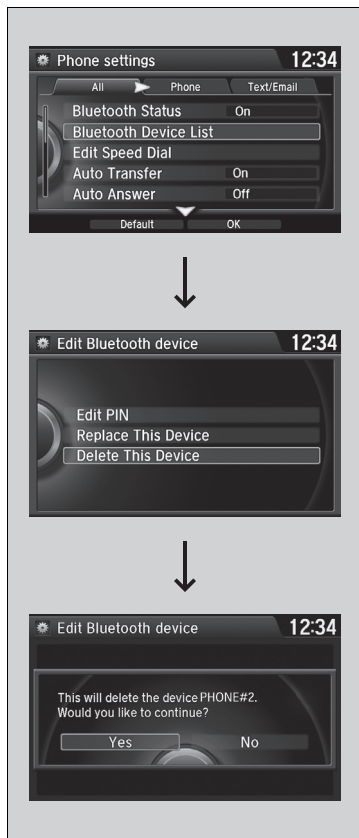 Phone settings 12:34
All Phone Text/Email
Bluetooth Status On
Bluetooth Device List
Edit Speed Dial
Auto Transfer On
Auto Answer Off
Default OK
Edit Bluetooth device 12:34
Edit PIN
Replace This Device
Delete This Device
Edit Bluetooth device 12:34
This will delete the device PHONE#2.
Would you like to continue?
Yes No